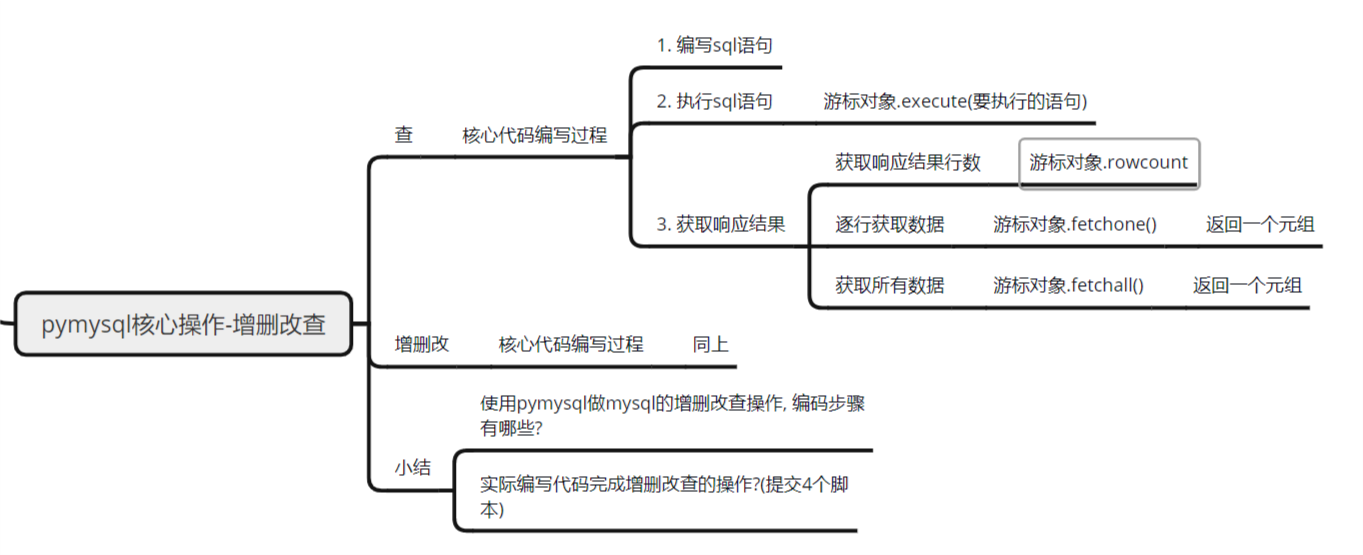 pymysql核心操作-增删改查
查
核心代码编写过程
1. 编写sql语句
2. 执行sql语句
游标对象.execute(要执行的语句)
3. 获取响应结果
获取响应结果行数
游标对象.rowcount
逐行获取数据
游标对象.fetchone()
返回一个元组
获取所有数据
游标对象.fetchall()
返回一个元组
增删改
核心代码编写过程
同上
小结
使用pymysql做mysql的增删改查操作, 编码步骤
有哪些?
实际编写代码完成增删改查的操作?(提交4个脚
本)